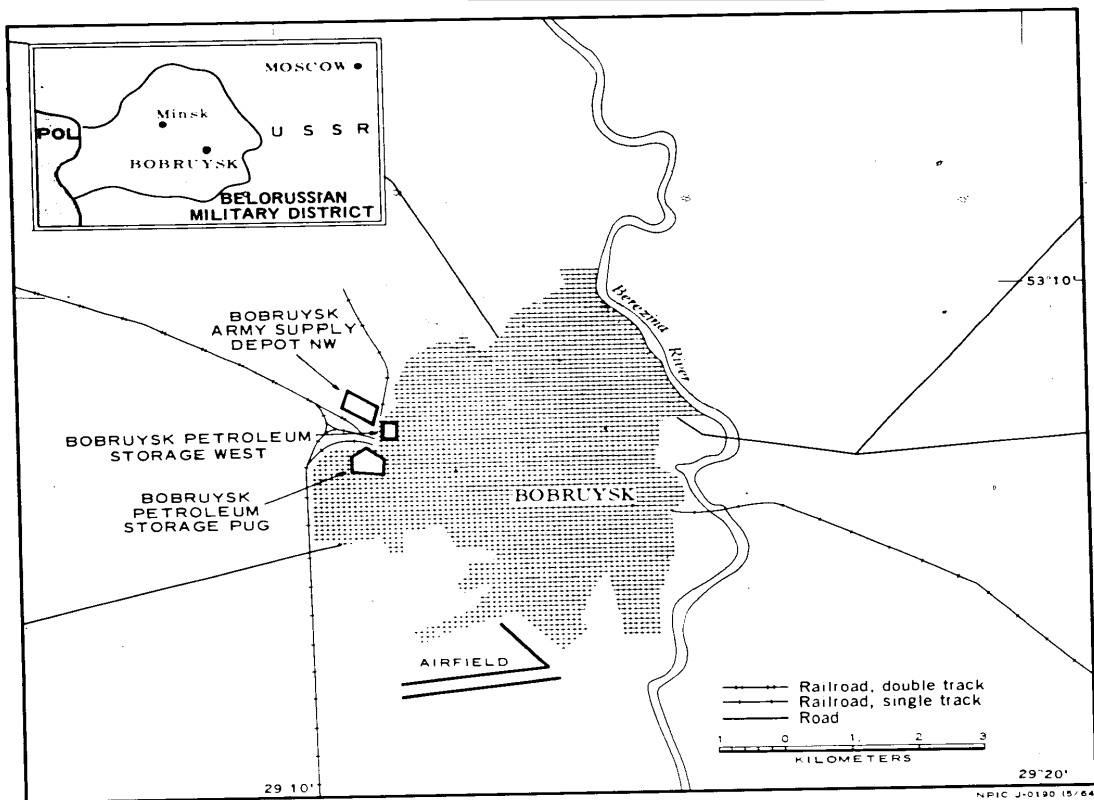 MOSCOW
Minsk
POL
U S S R
BOBRUYSK
BELORUSSIAN
MILITARY DISTRICT
53°10'
Berezina River
BOBRUYSK
ARMY SUPPLY
DEPOT NW
BOBRUYSK PETROLEUM
STORAGE WEST
BOBRUYSK
PETROLEUM
STORAGE PUG
BOBRUYSK
AIRFIELD
Railroad, double track
Railroad, single track
Road
1 0 1 2 3
KILOMETERS
29 10'
29°20'
NPIC J-0190 (5/64